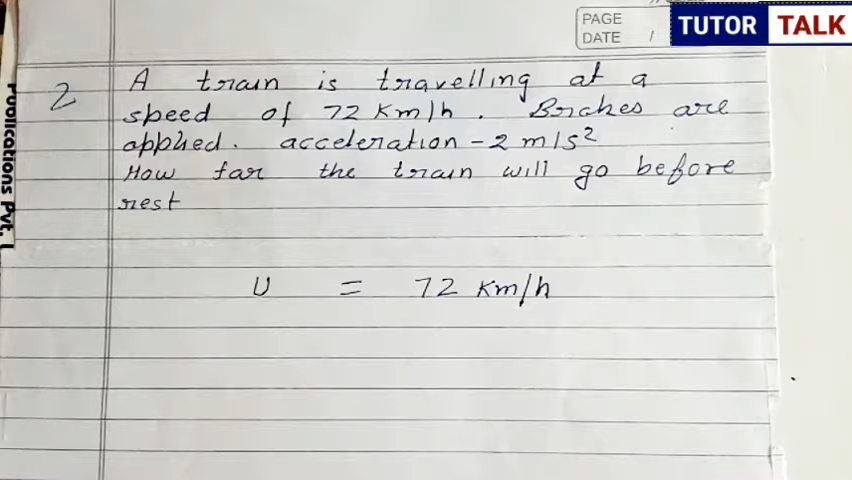 PAGE
DATE /
TUTOR TALK
2 A train is travelling at a
speed of 72 Km/h. Brakes are
applied. acceleration -2 m/s²
How far the train will go before
rest
U = 72 Km/h
Publications Pvt. L